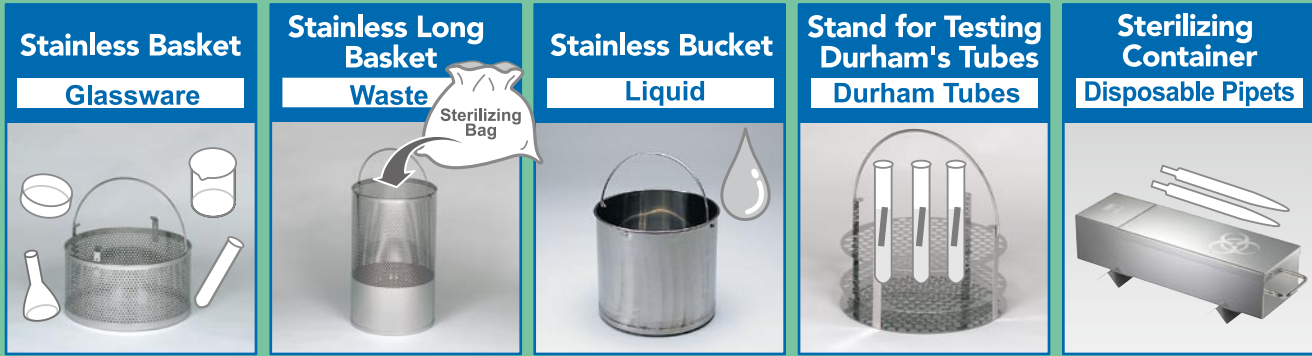 Stainless Basket
Glassware
Stainless Long
Basket
Waste
Sterilizing
Bag
Stainless Bucket
Liquid
Stand for Testing
Durham's Tubes
Durham Tubes
Sterilizing
Container
Disposable Pipets